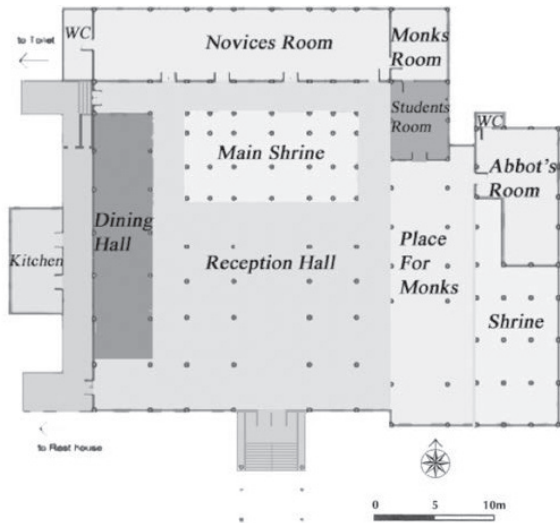 WC
to Toilet
Novices Room
Monks
Room
Students
Room
WC
Main Shrine
Abbot's
Room
Dining
Hall
Kitchen
Reception Hall
Place
For
Monks
Shrine
to Rest house
0 5 10m